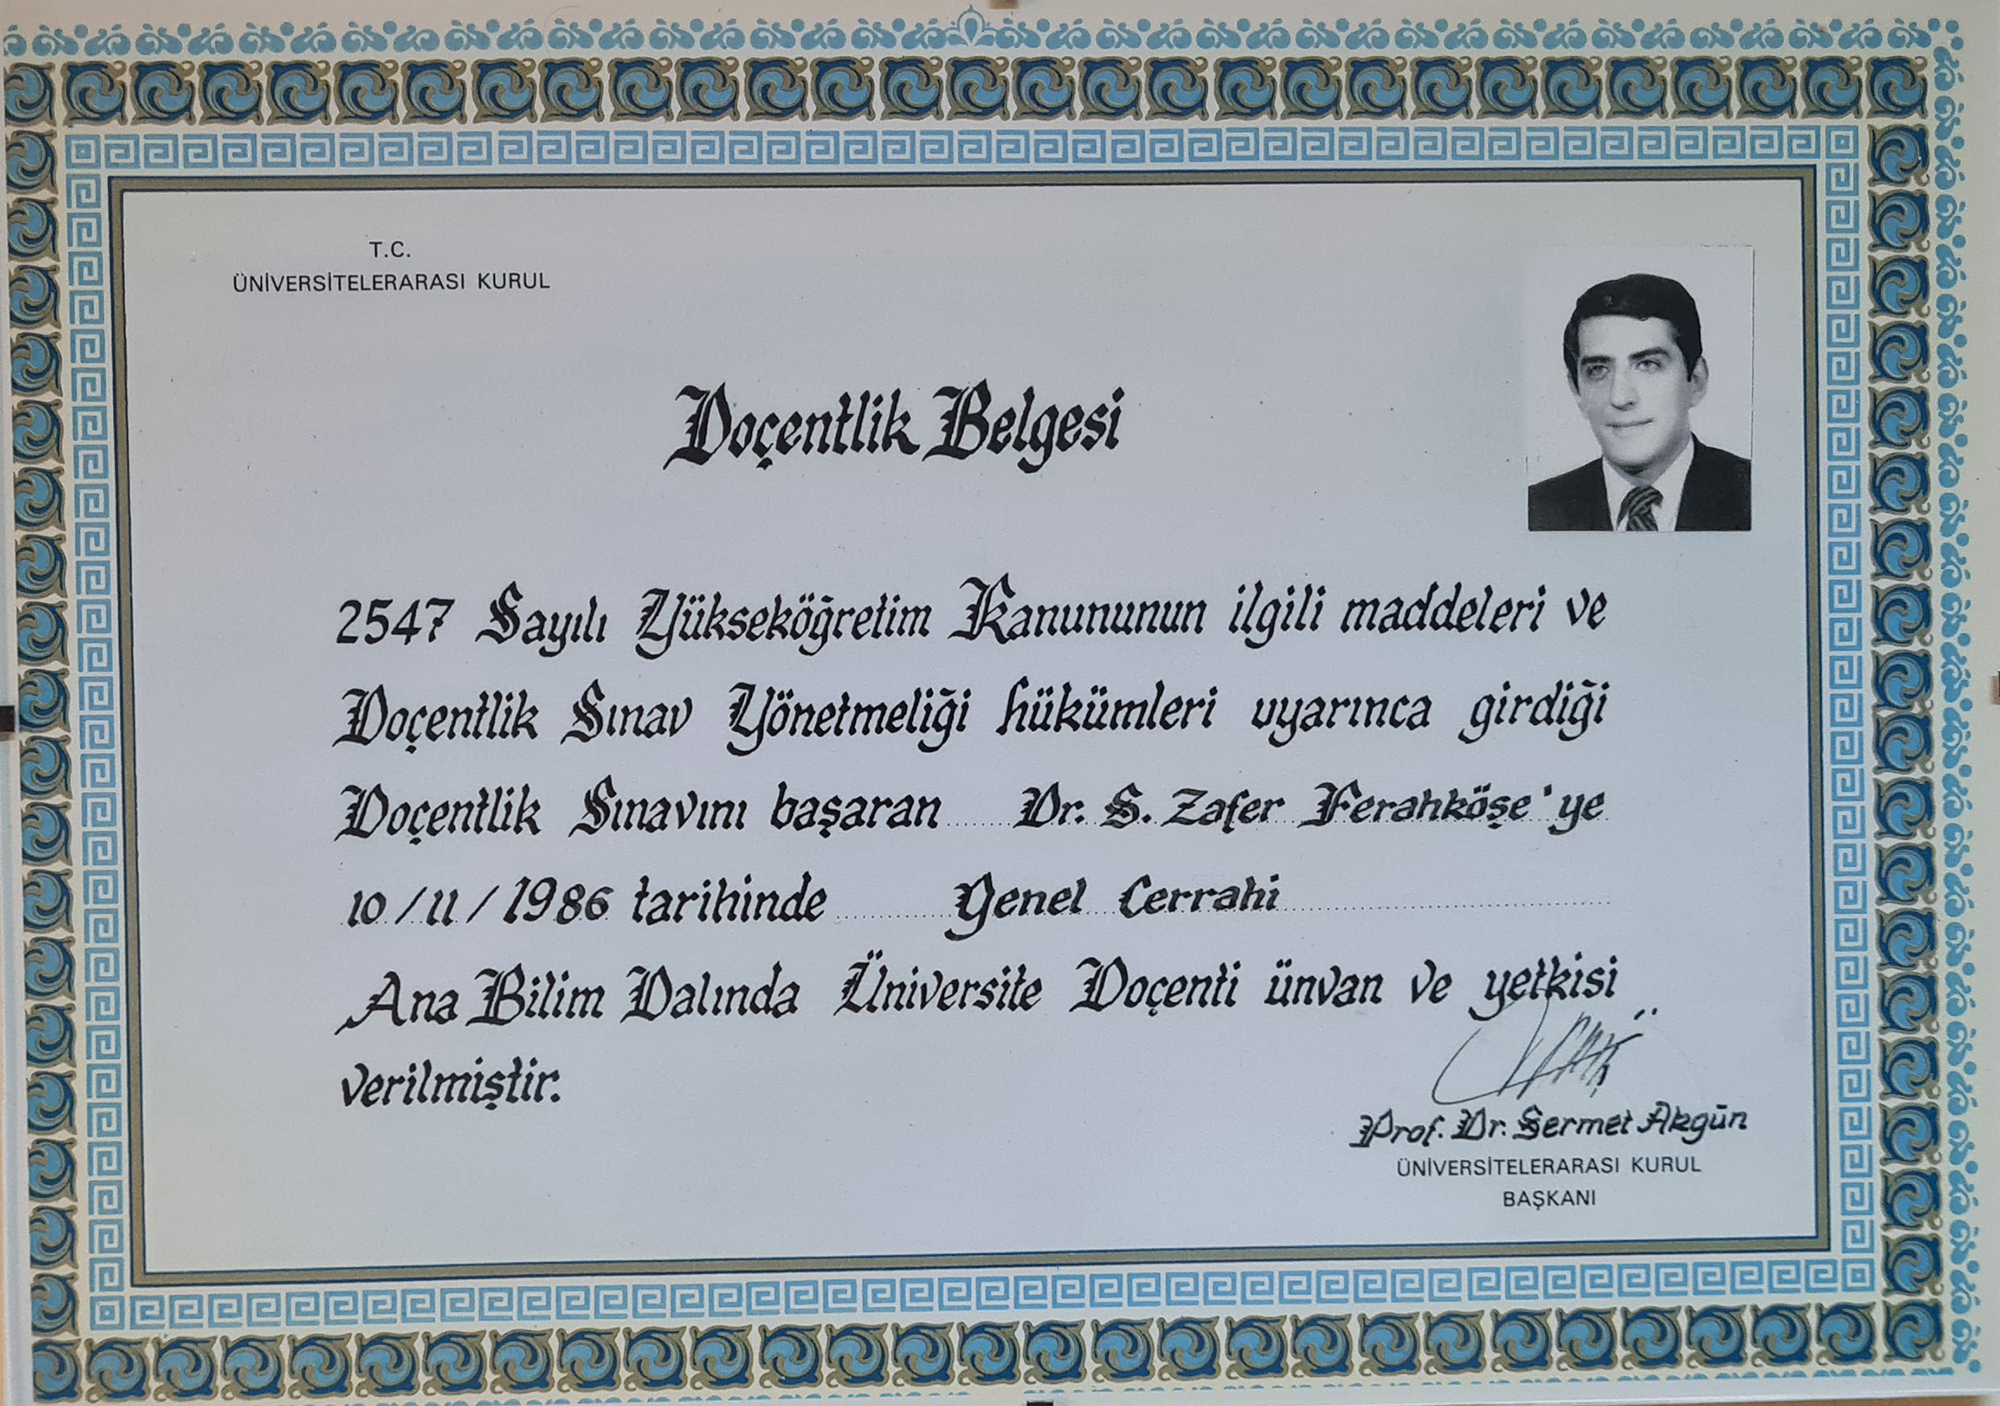 T.C.
ÜNİVERSİTELERARASI KURUL
Doçentlik Belgesi
2547 Sayılı Yükseköğretim Kanununun ilgili maddeleri ve
Doçentlik Sınav Yönetmeliği hükümleri uyarınca girdiği
Doçentlik Sınavını başaran Dr. S. Zafer Ferahköşe'ye
10/11/1986 tarihinde Genel Cerrahi
Ana Bilim Dalında Üniversite Doçenti ünvan ve yetkisi
verilmiştir.
Prof. Dr. Sermet Akgün
ÜNİVERSİTELERARASI KURUL
BAŞKANI